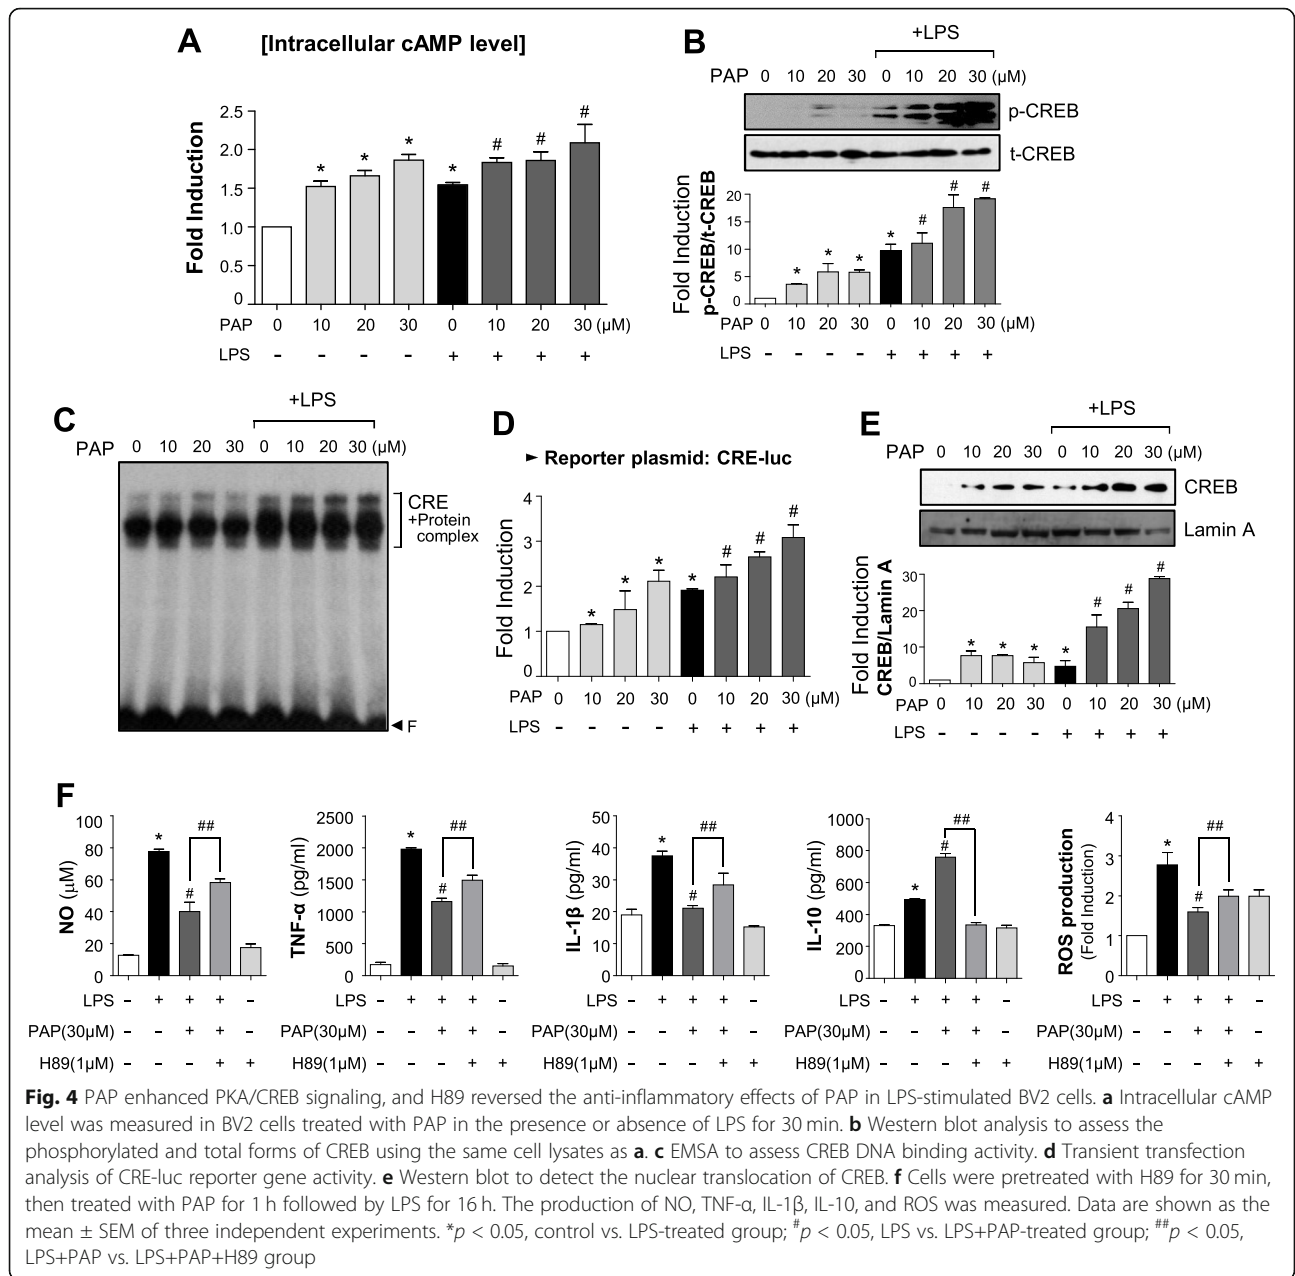 A
[Intracellular cAMP level]
Fold Induction
2.5
2.0
1.5
1.0
0.5
0
* * * * # # #
PAP 0 10 20 30 0 10 20 30 (μM)
LPS - - - - + + + +
B
+LPS
PAP 0 10 20 30 0 10 20 30 (μM)
p-CREB
t-CREB
Fold Induction
p-CREB/t-CREB
20
15
10
5
0
* * * * # # #
PAP 0 10 20 30 0 10 20 30 (μM)
LPS - - - - + + + +
C
+LPS
PAP 0 10 20 30 0 10 20 30 (μM)
CRE
+Protein
complex
◄ F
D
► Reporter plasmid: CRE-luc
Fold Induction
4
3
2
1
0
* * * * # # #
PAP 0 10 20 30 0 10 20 30 (μM)
LPS - - - - + + + +
E
+LPS
PAP 0 10 20 30 0 10 20 30 (μM)
CREB
Lamin A
Fold Induction
CREB/Lamin A
30
20
10
0
* * * * # # #
PAP 0 10 20 30 0 10 20 30 (μM)
LPS - - - - + + + +
F
NO (μM)
100
80
60
40
20
0
* # ##
LPS - + + + -
PAP(30μM) - - + + -
H89(1μM) - - - + +
TNF-α (pg/ml)
2500
2000
1500
1000
500
0
* # ##
LPS - + + + -
PAP(30μM) - - + + -
H89(1μM) - - - + +
IL-1β (pg/ml)
50
40
30
20
10
0
* # ##
LPS - + + + -
PAP(30μM) - - + + -
H89(1μM) - - - + +
IL-10 (pg/ml)
1000
800
600
400
200
0
* # ##
LPS - + + + -
PAP(30μM) - - + + -
H89(1μM) - - - + +
ROS production
(Fold Induction)
4
3
2
1
0
* # ##
LPS - + + + -
PAP(30μM) - - + + -
H89(1μM) - - - + +
Fig. 4 PAP enhanced PKA/CREB signaling, and H89 reversed the anti-inflammatory effects of PAP in LPS-stimulated BV2 cells. a Intracellular cAMP
level was measured in BV2 cells treated with PAP in the presence or absence of LPS for 30 min. b Western blot analysis to assess the
phosphorylated and total forms of CREB using the same cell lysates as a. c EMSA to assess CREB DNA binding activity. d Transient transfection
analysis of CRE-luc reporter gene activity. e Western blot to detect the nuclear translocation of CREB. f Cells were pretreated with H89 for 30 min,
then treated with PAP for 1 h followed by LPS for 16 h. The production of NO, TNF-α, IL-1β, IL-10, and ROS was measured. Data are shown as the
mean ± SEM of three independent experiments. *p < 0.05, control vs. LPS-treated group; #p < 0.05, LPS vs. LPS+PAP-treated group; ##p < 0.05,
LPS+PAP vs. LPS+PAP+H89 group